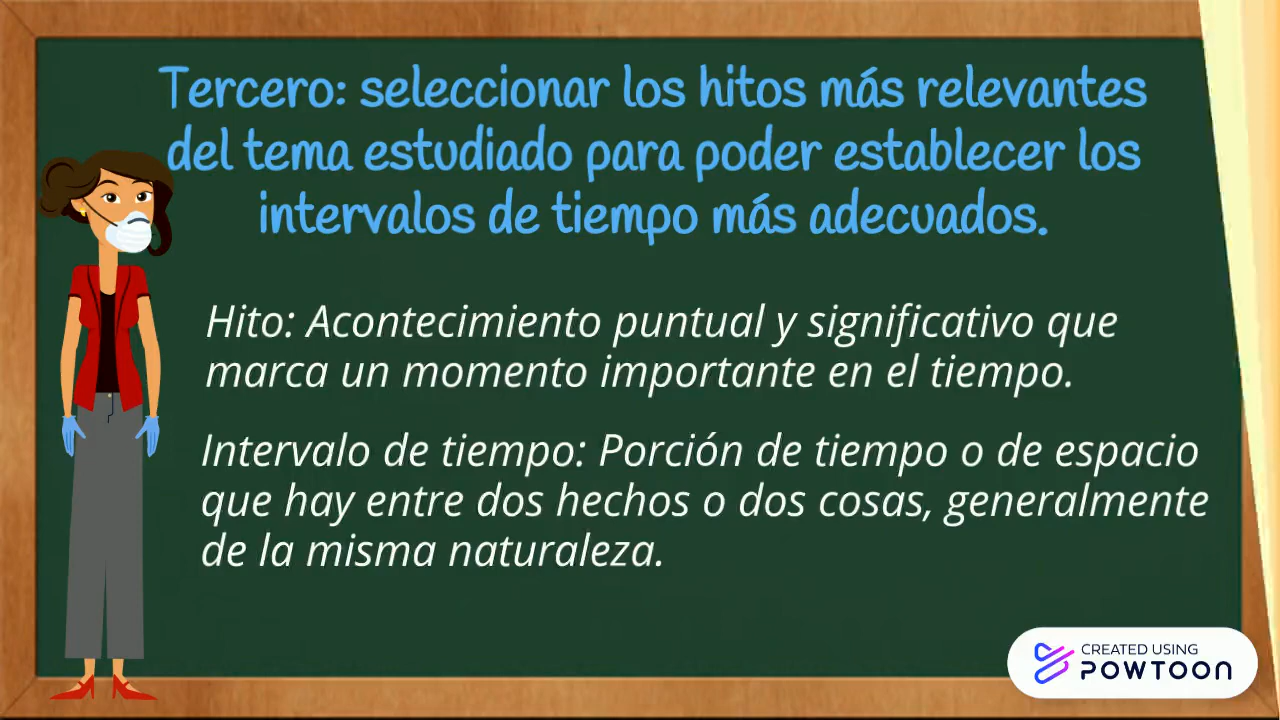 Tercero: seleccionar los hitos más relevantes
del tema estudiado para poder establecer los
intervalos de tiempo más adecuados.
Hito: Acontecimiento puntual y significativo que
marca un momento importante en el tiempo.
Intervalo de tiempo: Porción de tiempo o de espacio
que hay entre dos hechos o dos cosas, generalmente
de la misma naturaleza.
CREATED USING
POWTOON